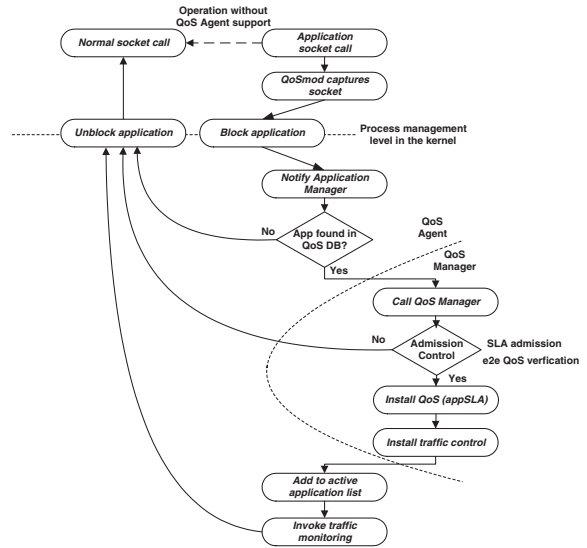 Operation without
QoS Agent support
Normal socket call
Application
socket call
QoSmod captures
socket
Unblock application
Block application
Process management
level in the kernel
Notify Application
Manager
No
App found in
QoS DB?
QoS
Agent
Yes
QoS
Manager
Call QoS Manager
No
Admission
Control
SLA admission
e2e QoS verfication
Yes
Install QoS (appSLA)
Install traffic control
Add to active
application list
Invoke traffic
monitoring